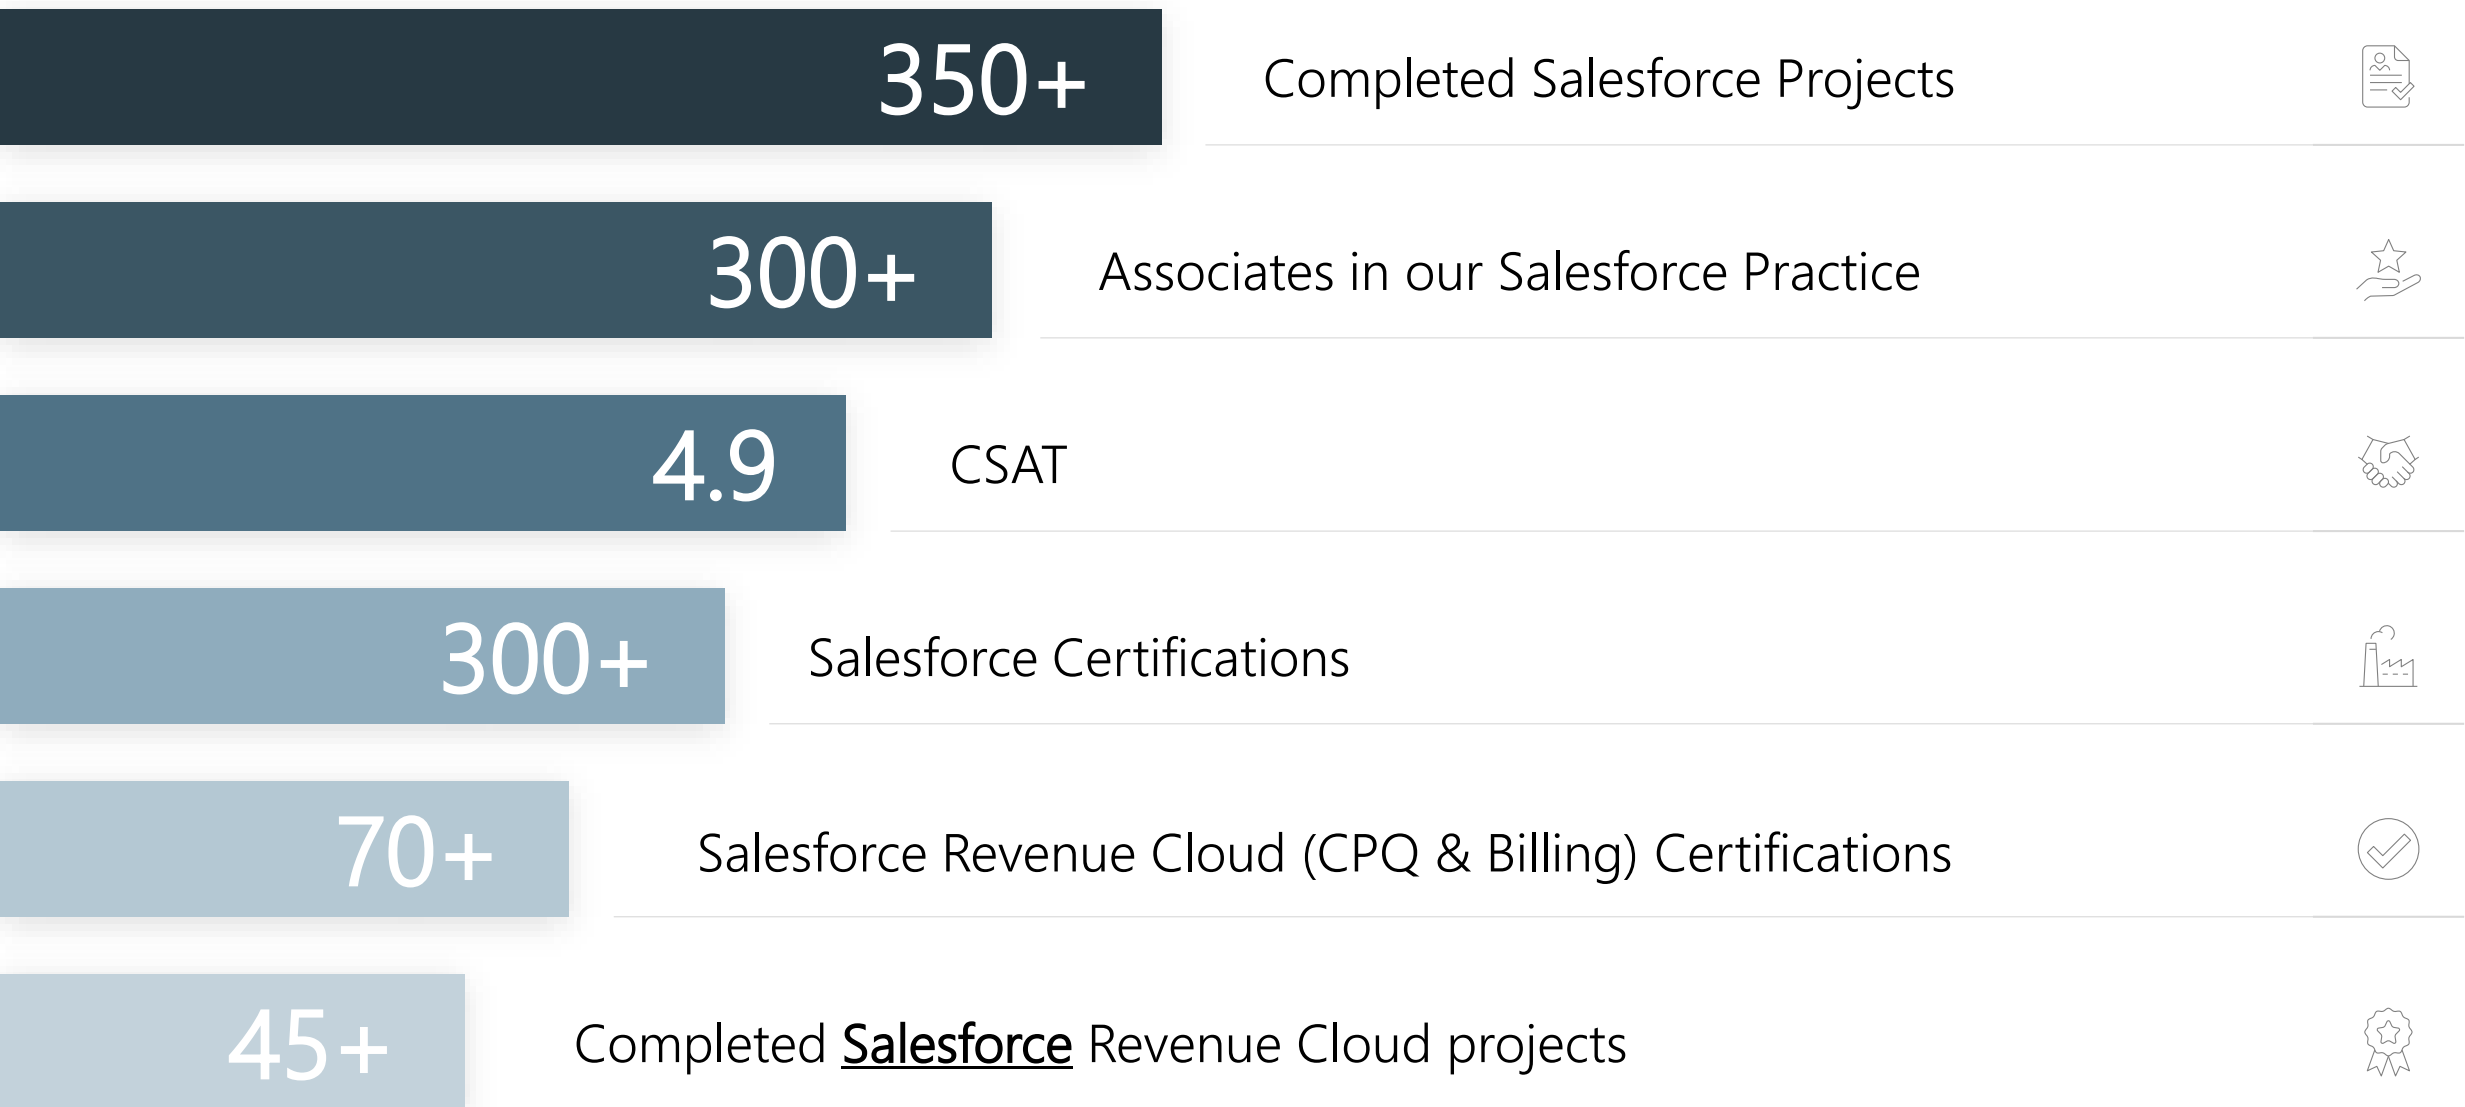 350+ Completed Salesforce Projects
300+ Associates in our Salesforce Practice
4.9 CSAT
300+ Salesforce Certifications
70+ Salesforce Revenue Cloud (CPQ & Billing) Certifications
45+ Completed Salesforce Revenue Cloud projects